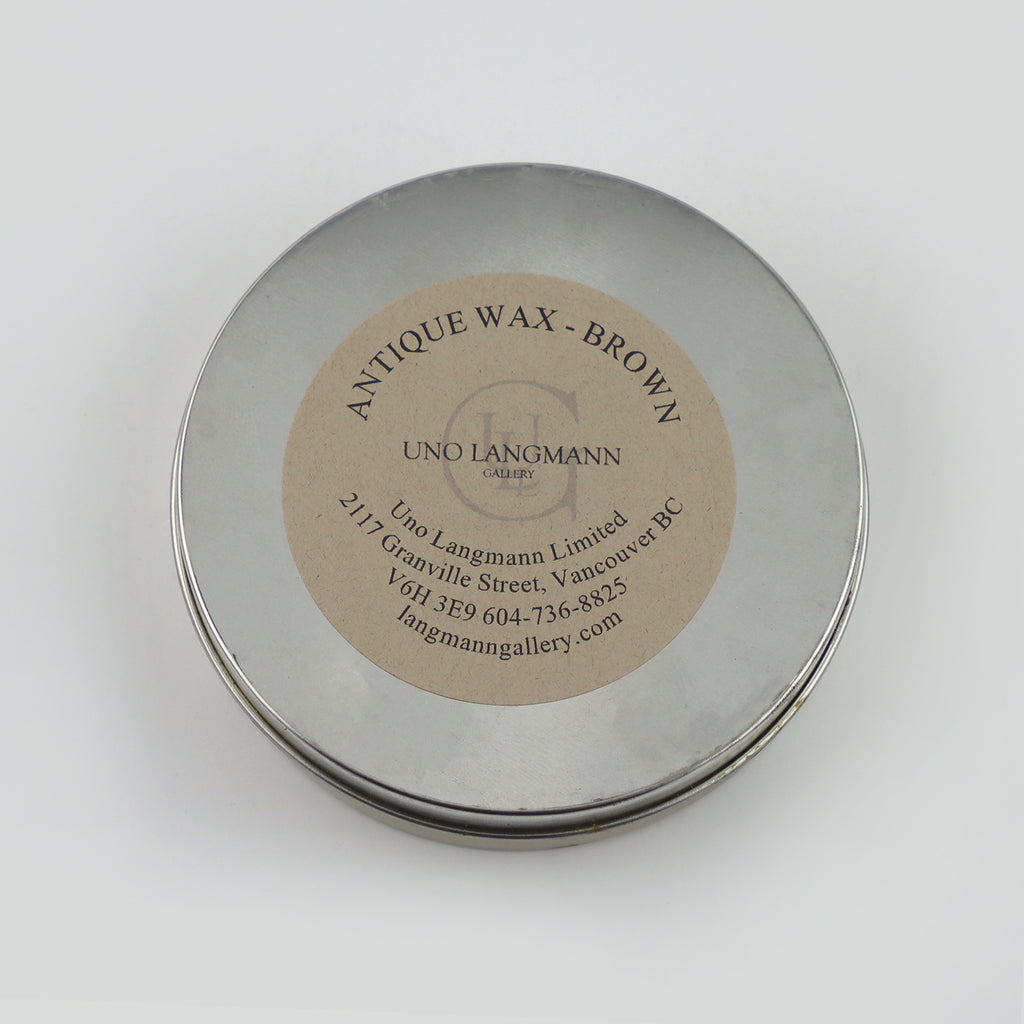 ANTIQUE WAX - BROWN
UNO LANGMANN
GALLERY
Uno Langmann Limited
2117 Granville Street, Vancouver BC
V6H 3E9 604-736-8825
langmanngallery.com